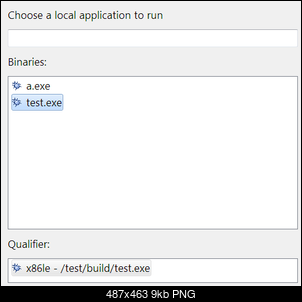 Choose a local application to run
Binaries:
a.exe
test.exe
Qualifier:
x86le - /test/build/test.exe
487x463 9kb PNG